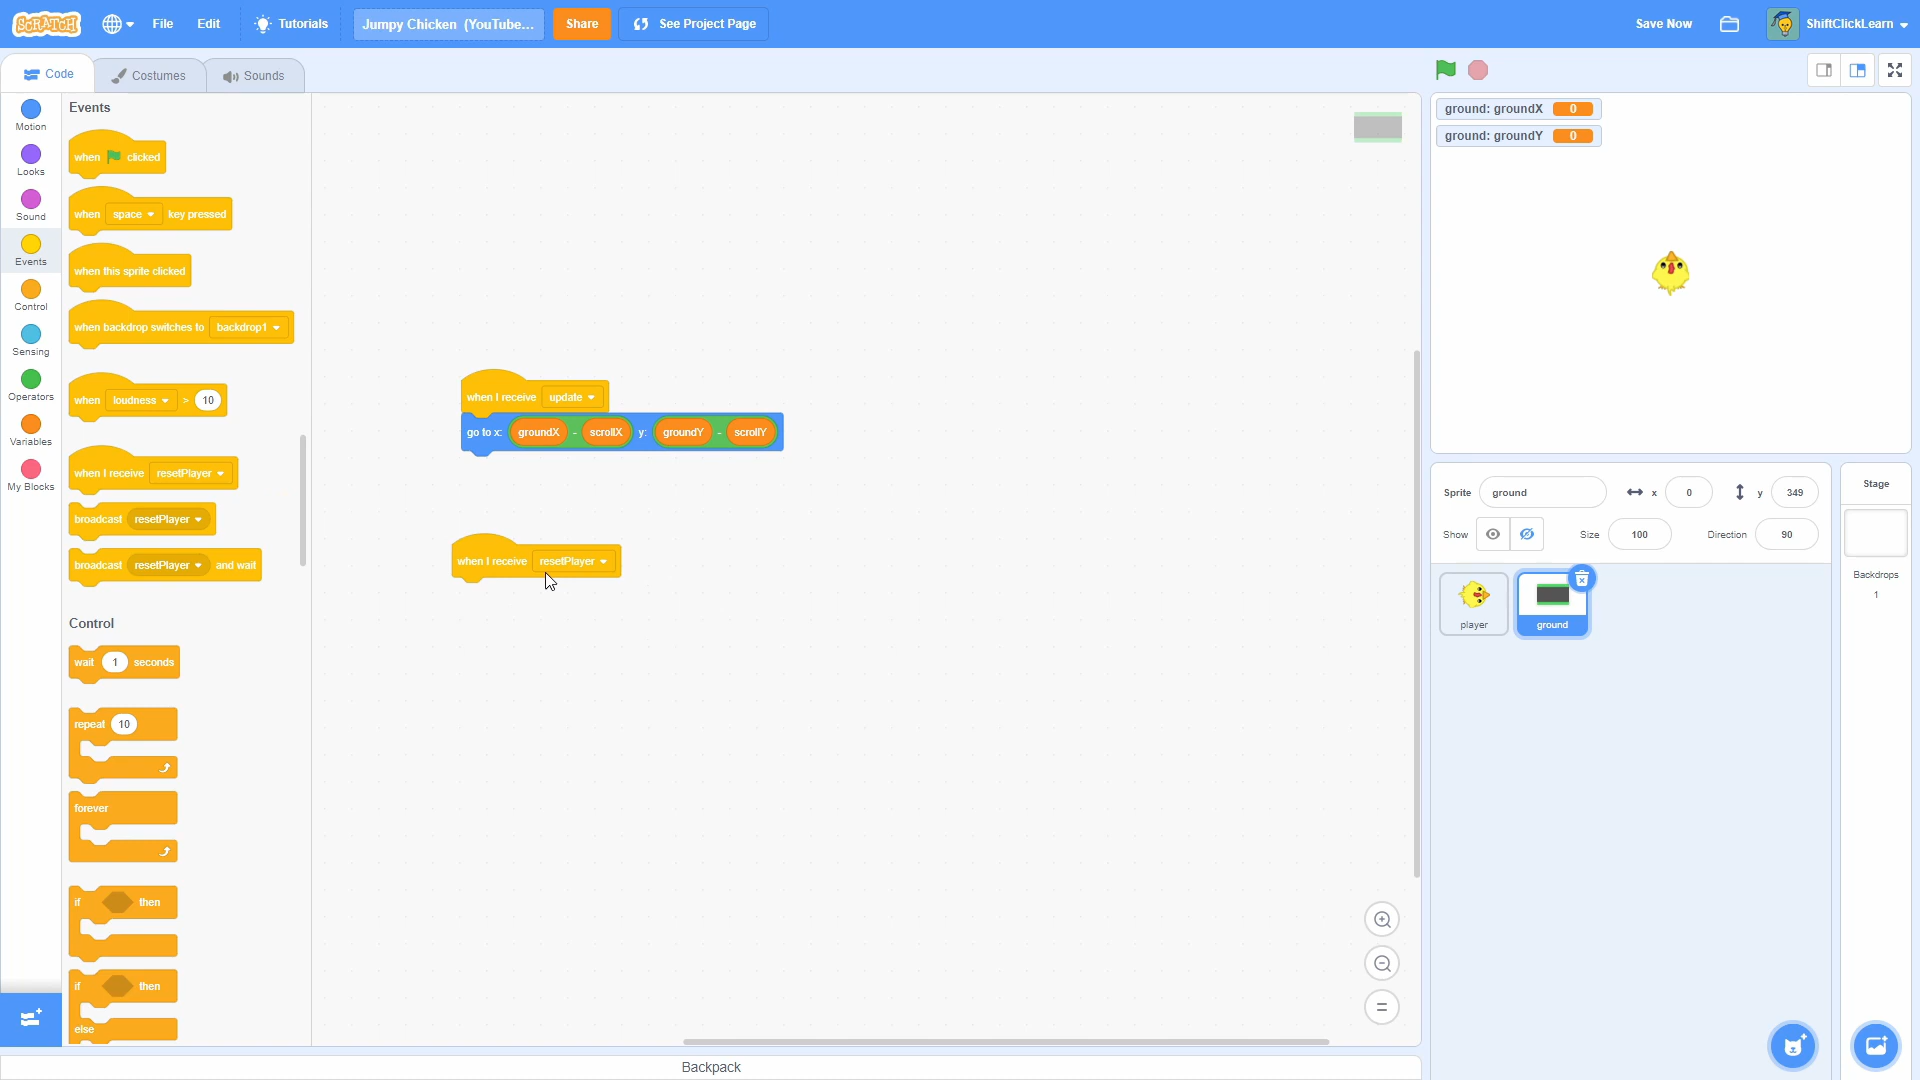 SCRATCH File Edit Tutorials Jumpy Chicken (YouTube... Share See Project Page Save Now ShiftClickLearn
Code Costumes Sounds
Motion
Looks
Sound
Events
Control
Sensing
Operators
Variables
My Blocks
Events
when clicked
when space key pressed
when this sprite clicked
when backdrop switches to backdrop1
when loudness > 10
when I receive resetPlayer
broadcast resetPlayer
broadcast resetPlayer and wait
Control
wait 1 seconds
repeat 10
forever
if then
if then
else
when I receive update
go to x: groundX - scrollX y: groundY - scrollY
when I receive resetPlayer
=
ground: groundX 0
ground: groundY 0
Sprite ground x 0 y 349
Show Size 100 Direction 90
player
ground
Stage
Backdrops
1
Backpack